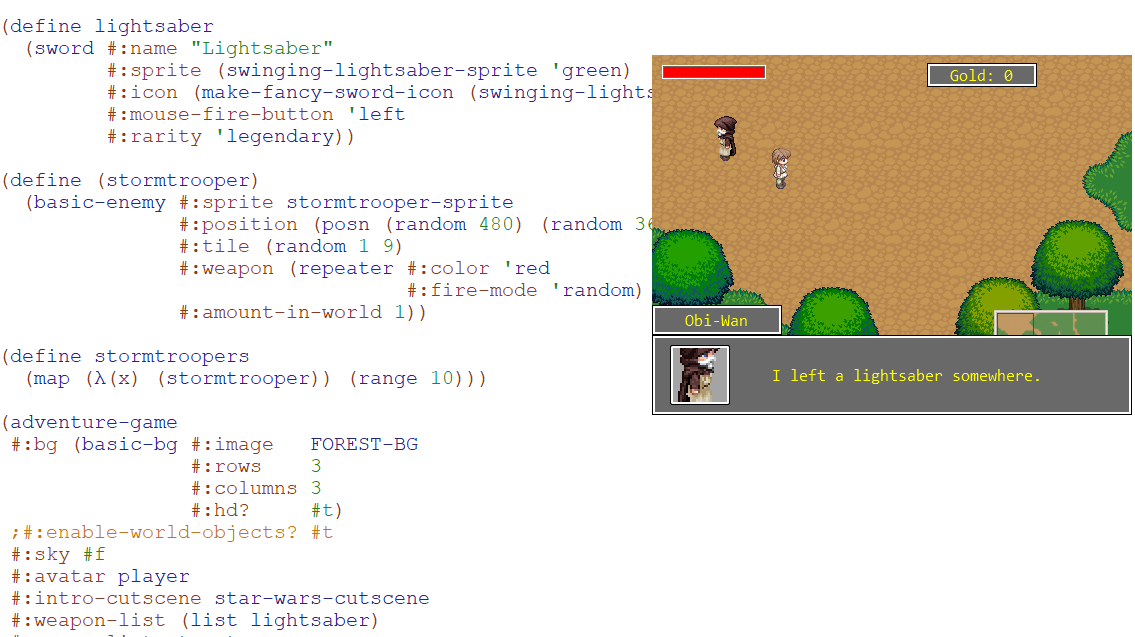 (define lightsaber
  (sword #:name "Lightsaber"
         #:sprite (swinging-lightsaber-sprite 'green)
         #:icon (make-fancy-sword-icon (swinging-lights
         #:mouse-fire-button 'left
         #:rarity 'legendary))
(define (stormtrooper)
  (basic-enemy #:sprite stormtrooper-sprite
               #:position (posn (random 480) (random 36
               #:tile (random 1 9)
               #:weapon (repeater #:color 'red
                                  #:fire-mode 'random)
               #:amount-in-world 1))
(define stormtroopers
  (map (λ(x) (stormtrooper)) (range 10)))
(adventure-game
 #:bg (basic-bg #:image   FOREST-BG
                #:rows    3
                #:columns 3
                #:hd?     #t)
 ;#:enable-world-objects? #t
 #:sky #f
 #:avatar player
 #:intro-cutscene star-wars-cutscene
 #:weapon-list (list lightsaber)
Gold: 0
Obi-Wan
I left a lightsaber somewhere.